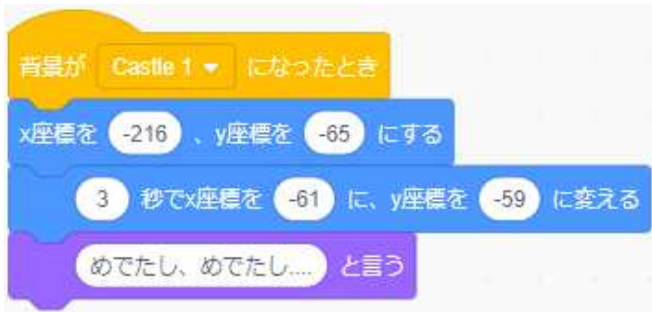 背景が Castle 1 になったとき
x座標を -216 、y座標を -65 にする
3 秒でx座標を -61 に、y座標を -59 に変える
めでたし、めでたし.... と言う